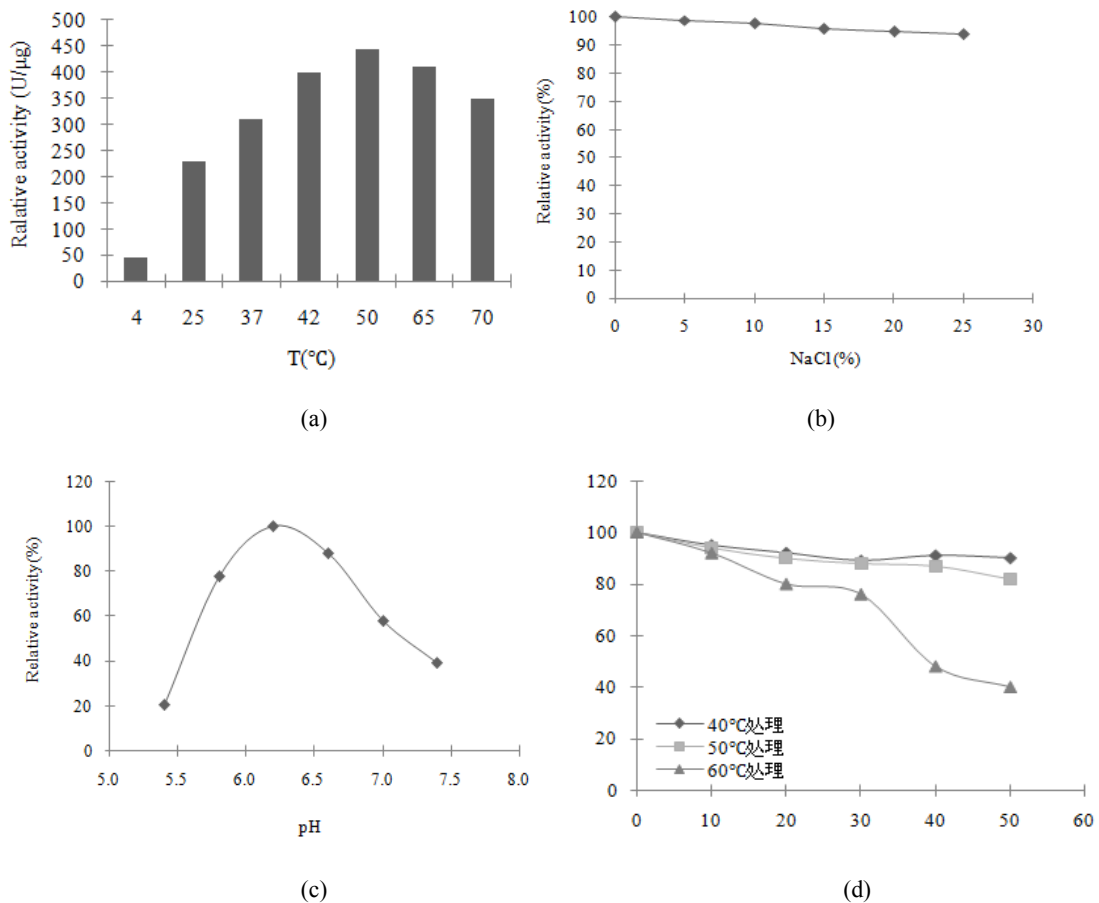 500
450
400
350
300
250
200
150
100
50
0
Ralative activity (U/μg)
4 25 37 42 50 65 70
T(℃)
(a)
100
90
80
70
60
50
40
30
20
10
0
Relative activity(%)
0 5 10 15 20 25 30
NaCl(%)
(b)
120
100
80
60
40
20
0
Relative activity(%)
5.0 5.5 6.0 6.5 7.0 7.5 8.0
pH
(c)
120
100
80
60
40
20
0
40℃处理
50℃处理
60℃处理
0 10 20 30 40 50 60
(d)